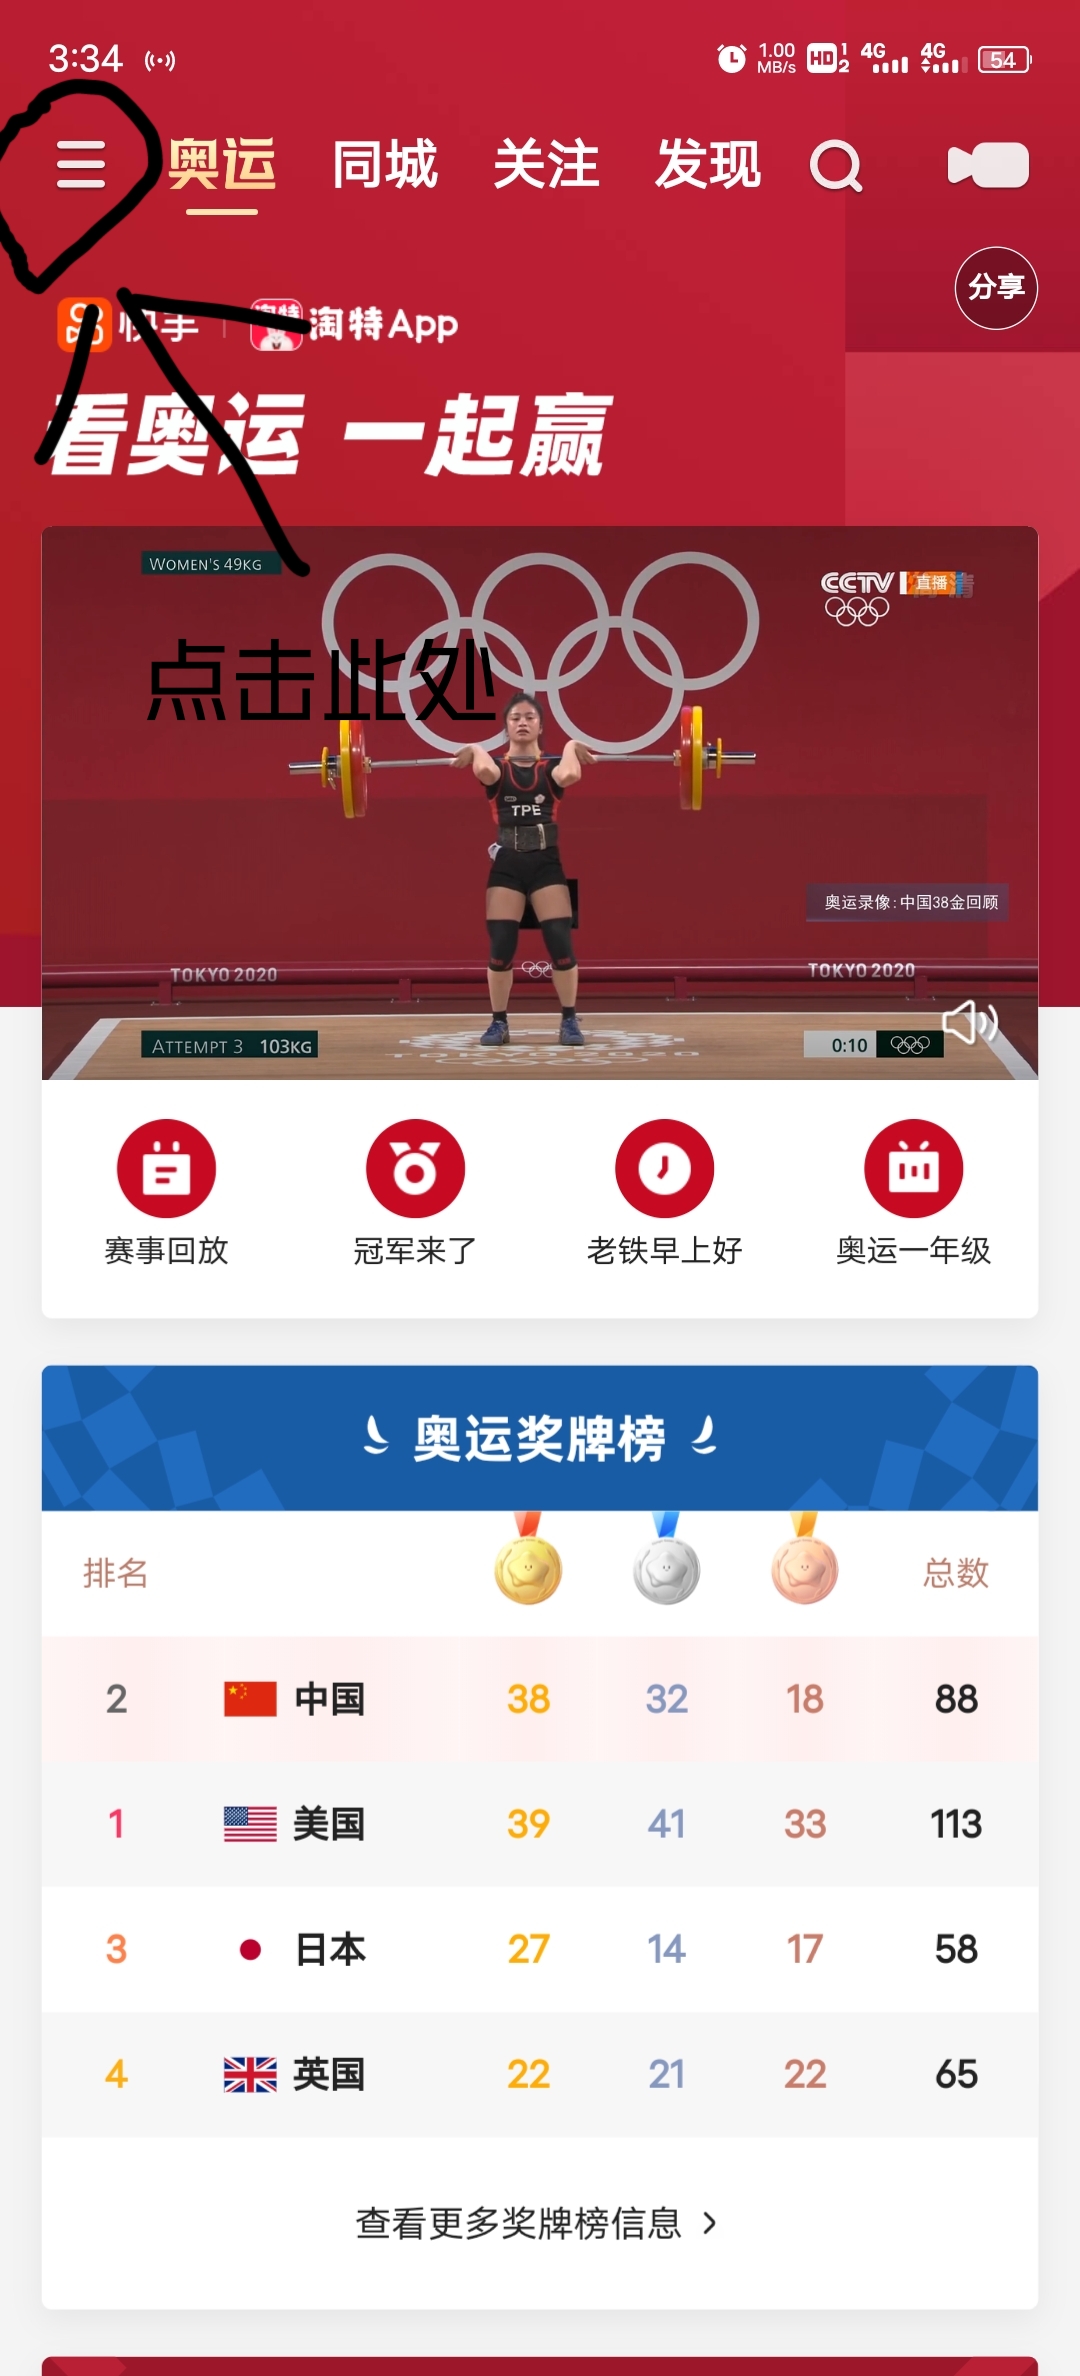 3:34 1.00 MB/s HD 1 2 4G 4G 54
奥运 同城 关注 发现
分享
快手 淘特 淘特App
看奥运 一起赢
WOMEN'S 49KG
CCTV 直播
点击此处
TPE
奥运录像:中国38金回顾
TOKYO 2020 TOKYO 2020
ATTEMPT 3 103KG 0:10
TOKYO 2020
赛事回放 冠军来了 老铁早上好 奥运一年级
奥运奖牌榜
排名 总数
2 中国 38 32 18 88
1 美国 39 41 33 113
3 日本 27 14 17 58
4 英国 22 21 22 65
查看更多奖牌榜信息 >